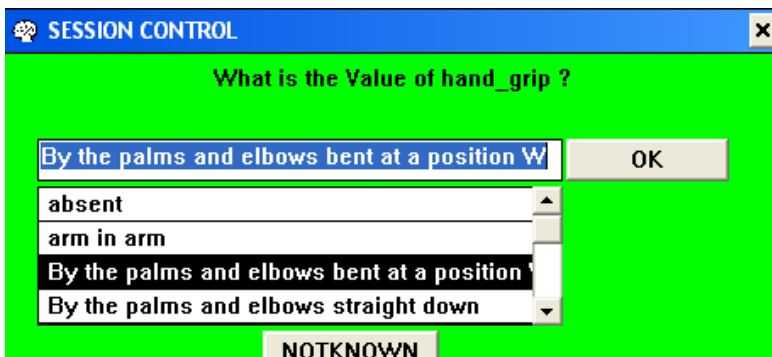 SESSION CONTROL
What is the Value of hand_grip ?
By the palms and elbows bent at a position W
OK
absent
arm in arm
By the palms and elbows bent at a position
By the palms and elbows straight down
NOTKNOWN